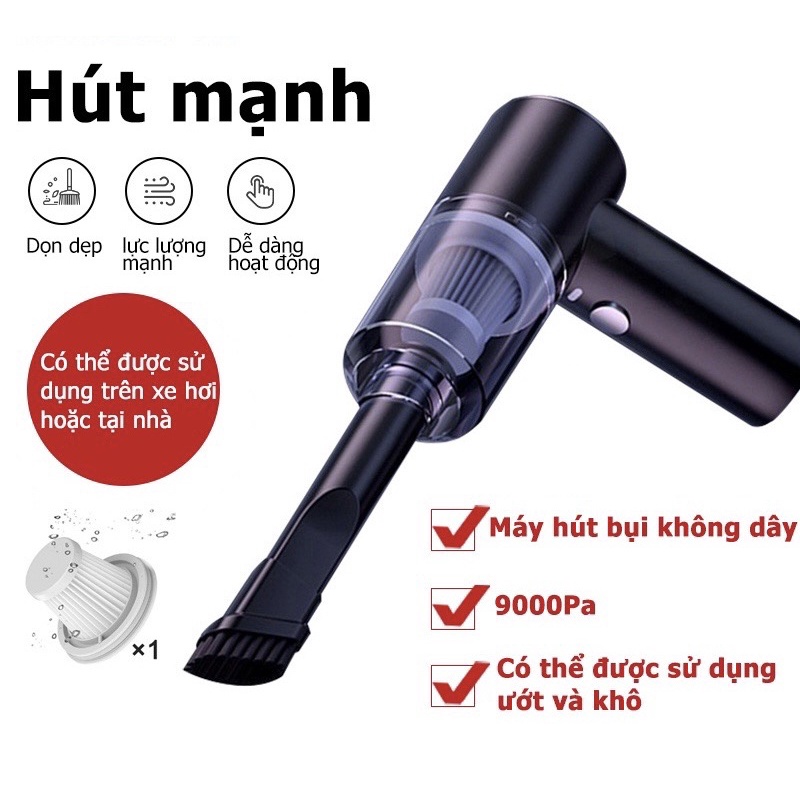 Hút mạnh
Dọn dẹp
lực lượng
mạnh
Dễ dàng
hoạt động
Có thể được sử
dụng trên xe hơi
hoặc tại nhà
×1
Máy hút bụi không dây
9000Pa
Có thể được sử dụng
ướt và khô